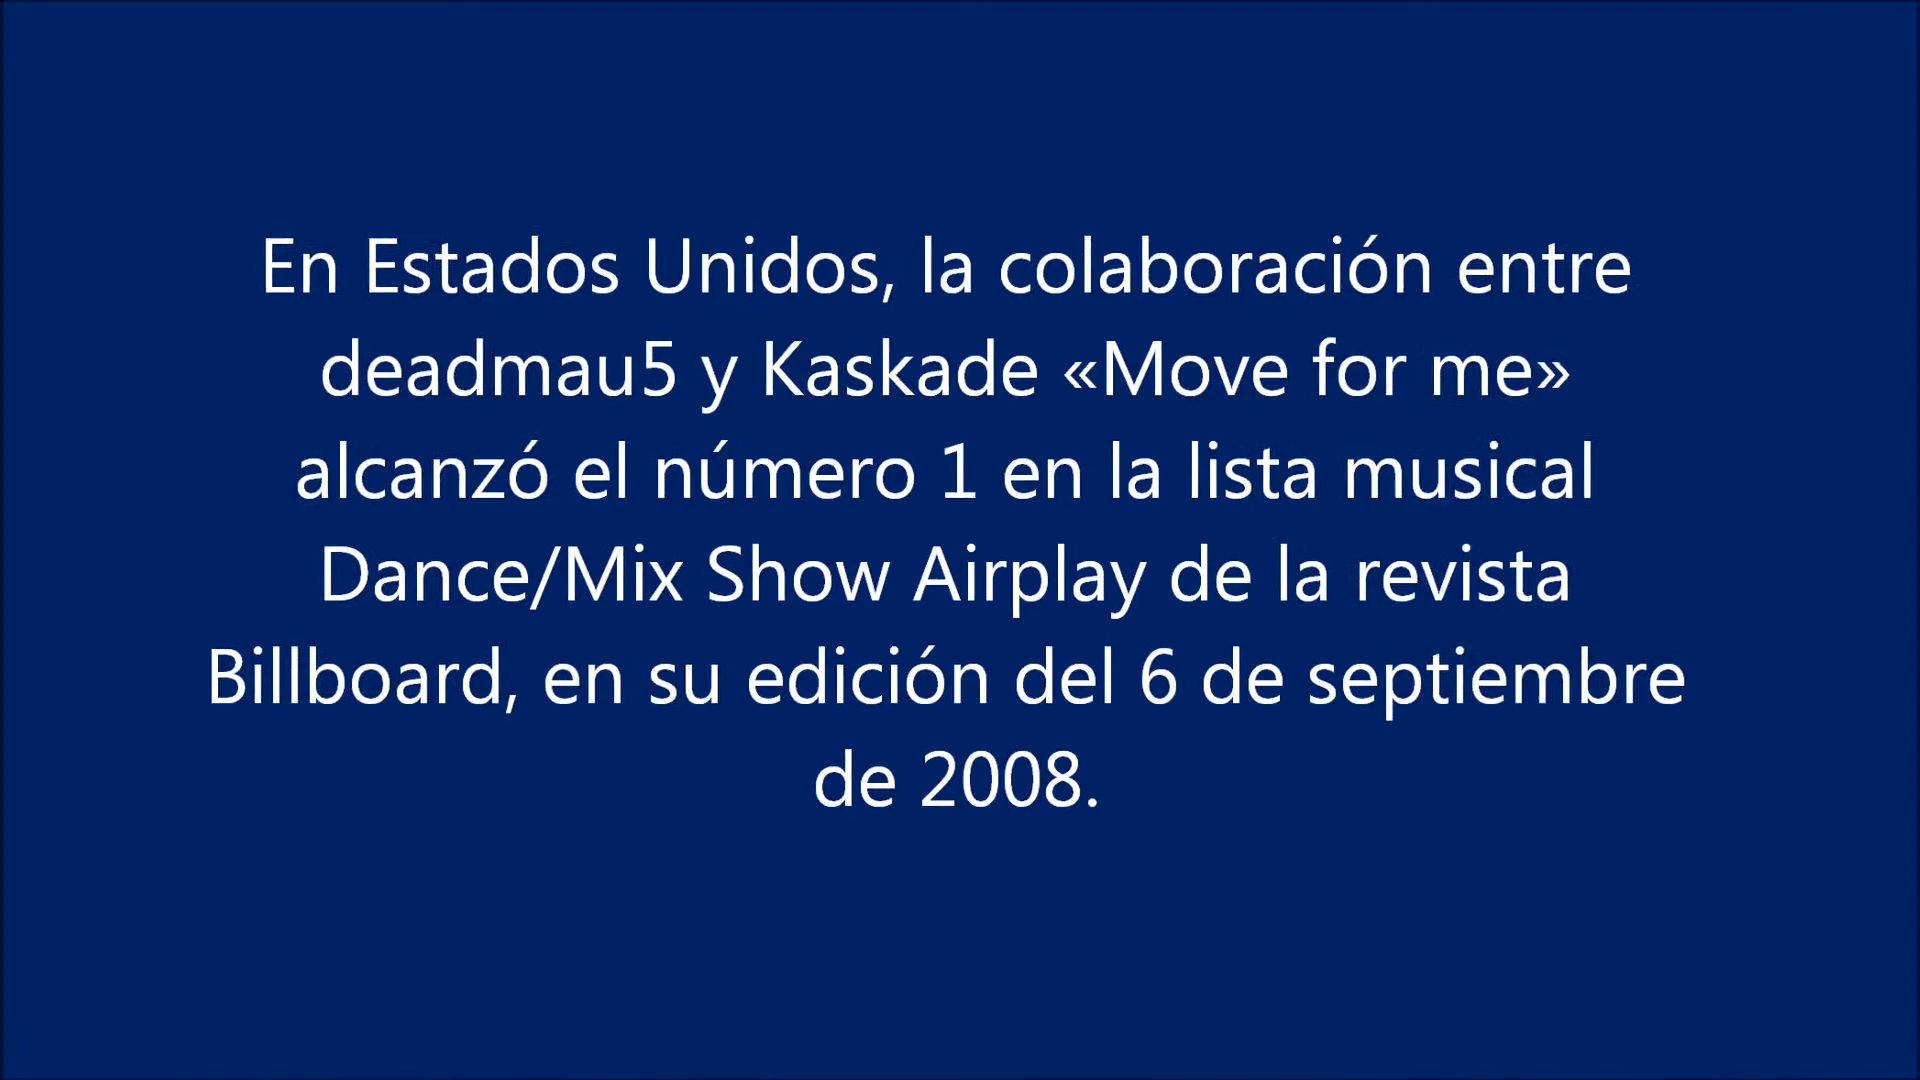 En Estados Unidos, la colaboración entre
deadmau5 y Kaskade «Move for me»
alcanzó el número 1 en la lista musical
Dance/Mix Show Airplay de la revista
Billboard, en su edición del 6 de septiembre
de 2008.